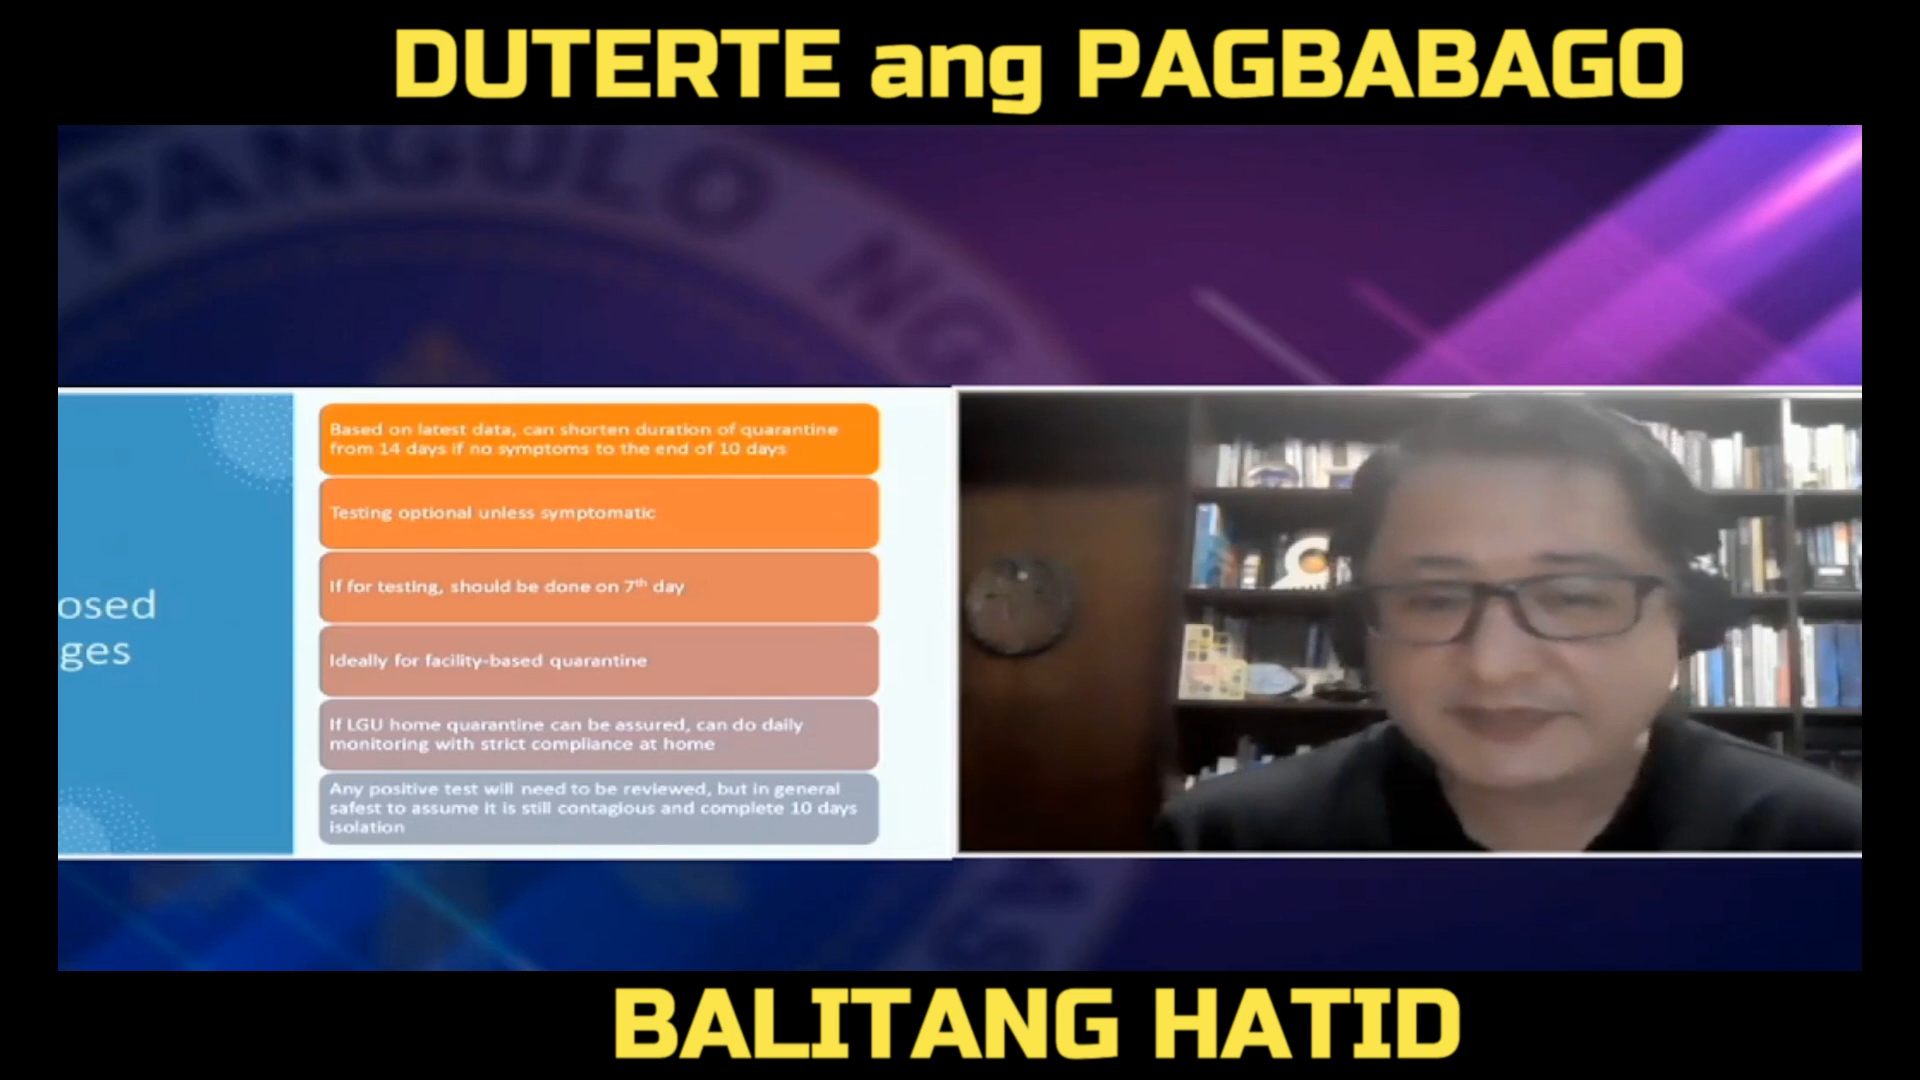 DUTERTE ang PAGBABAGO
PANGULO NG
osed
ges
Based on latest data, can shorten duration of quarantine
from 14 days if no symptoms to the end of 10 days
Testing optional unless symptomatic
If for testing, should be done on 7th day
Ideally for facility-based quarantine
If LGU home quarantine can be assured, can do daily
monitoring with strict compliance at home
Any positive test will need to be reviewed, but in general
safest to assume it is still contagious and complete 10 days
isolation
BALITANG HATID